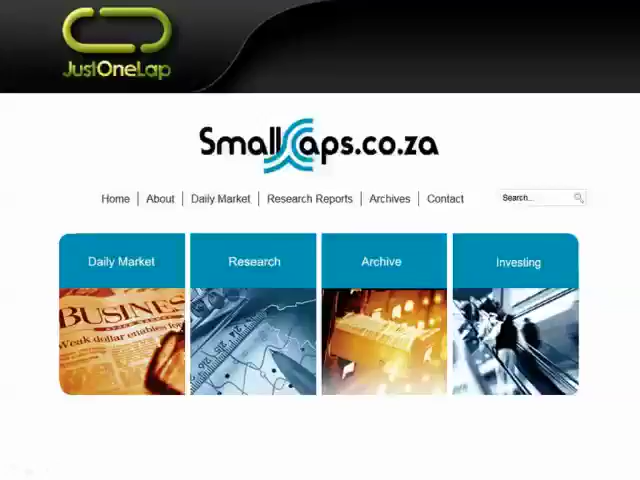 JustOneLap
SmallCaps.co.za
Home About Daily Market Research Reports Archives Contact Search...
Daily Market Research Archive Investing
BUSINES
Weak dollar enables